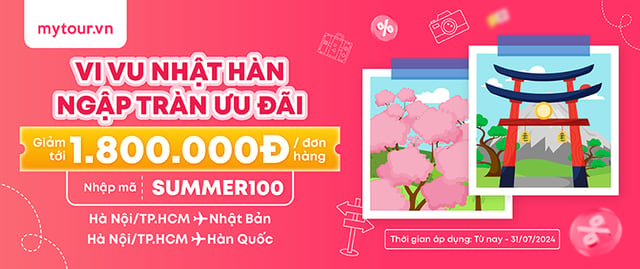 mytour.vn
VI VU NHẬT HÀN
NGẬP TRÀN ƯU ĐÃI
Giảm tới 1.800.000Đ / đơn hàng
Nhập mã SUMMER100
Hà Nội/TP.HCM ✈ Nhật Bản
Hà Nội/TP.HCM ✈ Hàn Quốc
Thời gian áp dụng: Từ nay - 31/07/2024
%
%